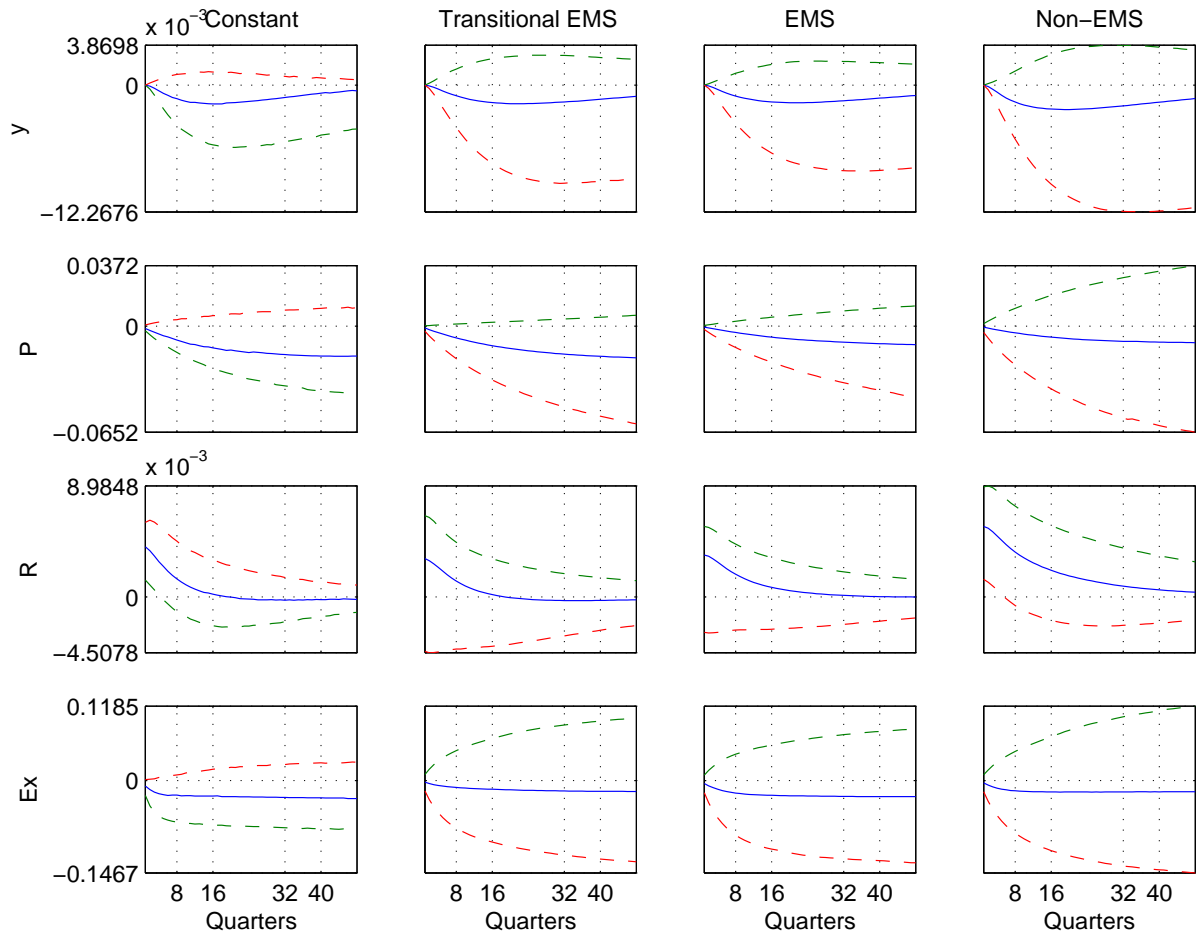 x 10⁻³ Constant Transitional EMS EMS Non−EMS
3.8698
0
y
−12.2676
0.0372
0
P
−0.0652
x 10⁻³
8.9848
0
R
−4.5078
0.1185
0
Ex
−0.1467
8 16 32 40 8 16 32 40 8 16 32 40 8 16 32 40
Quarters Quarters Quarters Quarters